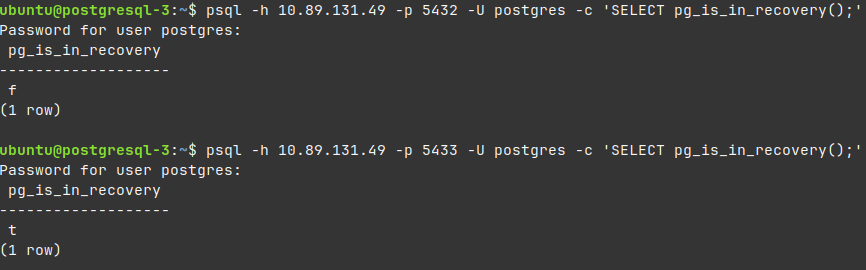 ubuntu@postgresql-3:~$ psql -h 10.89.131.49 -p 5432 -U postgres -c 'SELECT pg_is_in_recovery();'
Password for user postgres:
 pg_is_in_recovery
-------------------
 f
(1 row)

ubuntu@postgresql-3:~$ psql -h 10.89.131.49 -p 5433 -U postgres -c 'SELECT pg_is_in_recovery();'
Password for user postgres:
 pg_is_in_recovery
-------------------
 t
(1 row)